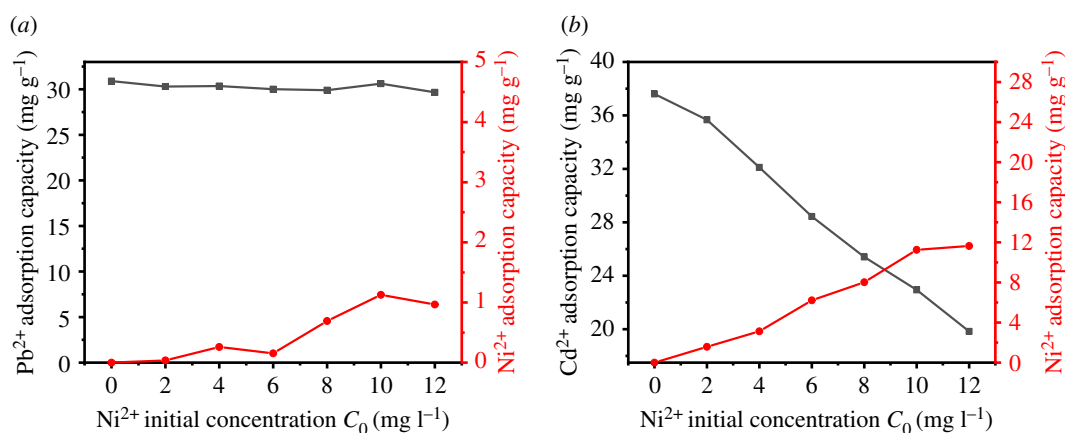 (a)
Pb²⁺ adsorption capacity (mg g⁻¹)
30
25
20
15
10
5
0
5
4
3
2
1
0
Ni²⁺ adsorption capacity (mg g⁻¹)
0 2 4 6 8 10 12
Ni²⁺ initial concentration C₀ (mg l⁻¹)
(b)
Cd²⁺ adsorption capacity (mg g⁻¹)
40
36
32
28
24
20
28
24
20
16
12
8
4
0
Ni²⁺ adsorption capacity (mg g⁻¹)
0 2 4 6 8 10 12
Ni²⁺ initial concentration C₀ (mg l⁻¹)